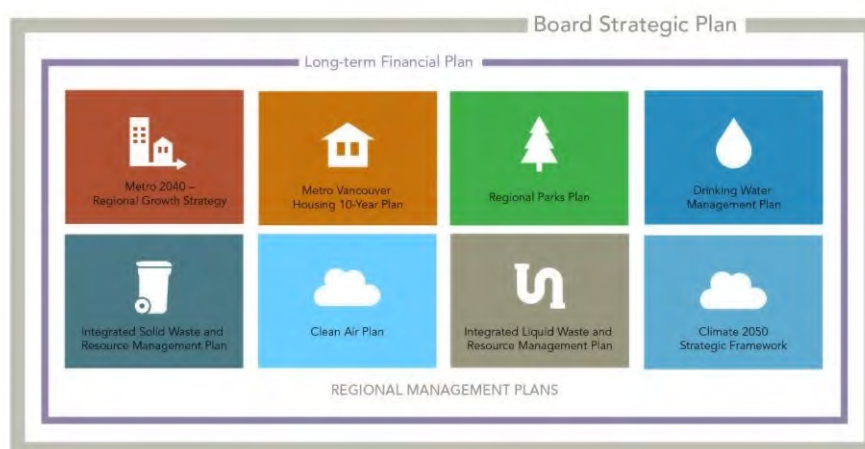 Board Strategic Plan
Long-term Financial Plan
Metro 2040 –
Regional Growth Strategy
Metro Vancouver
Housing 10-Year Plan
Regional Parks Plan
Drinking Water
Management Plan
Integrated Solid Waste and
Resource Management Plan
Clean Air Plan
Integrated Liquid Waste and
Resource Management Plan
Climate 2050
Strategic Framework
REGIONAL MANAGEMENT PLANS